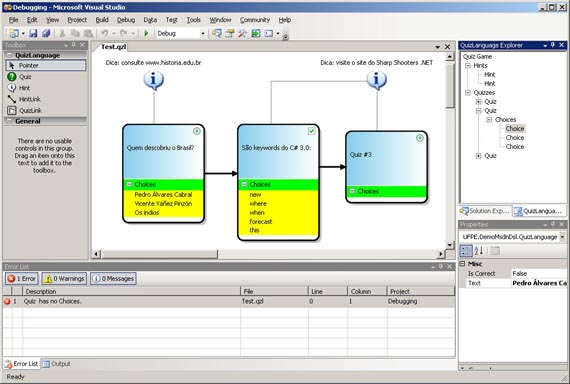 Debugging - Microsoft Visual Studio
File Edit View Project Build Debug Data Test Tools Window Community Help
Debug
Toolbox
QuizLanguage
Pointer
Quiz
Hint
HintLink
QuizLink
General
There are no usable
controls in this group.
Drag an item onto this
text to add it to the
toolbox.
Test.qzl
Dica: consulte www.historia.edu.br
Dica: visite o site do Sharp Shooters .NET
Quem descobriu o Brasil?
Choices
Pedro Álvares Cabral
Vicente Yáñez Pinzón
Os índios
São keywords do C# 3.0:
Choices
new
where
when
forecast
this
Quiz #3
Choices
QuizLanguage Explorer
Quiz Game
Hints
Hint
Hint
Quizzes
Quiz
Quiz
Choices
Choice
Choice
Choice
Quiz
Solution Exp...
QuizLangua...
Properties
UFPE.DemoMsdnDsl.QuizLanguage
Misc
Is Correct False
Text Pedro Álvares Ca
Error List
1 Error 0 Warnings 0 Messages
Description File Line Column Project
1 Quiz has no Choices. Test.qzl 0 1 Debugging
Error List Output
Ready